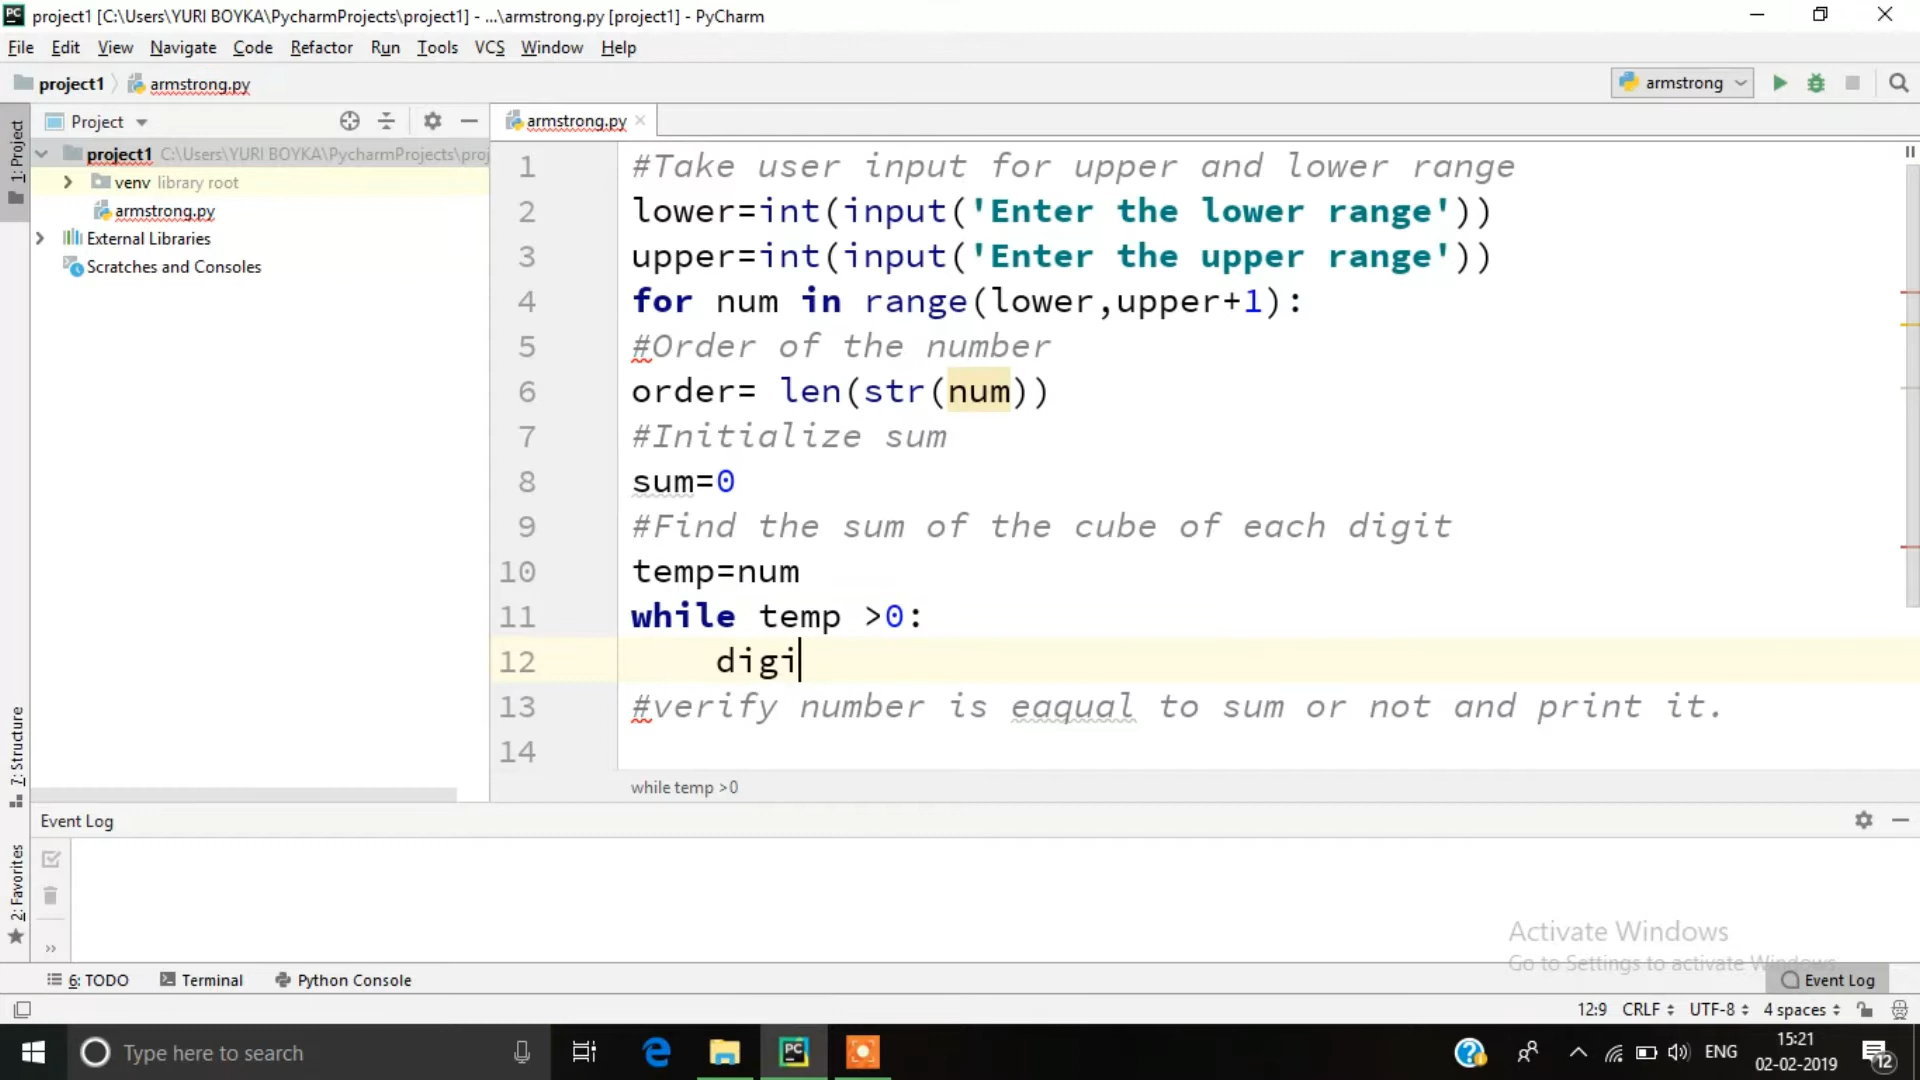 project1 [C:\Users\YURI BOYKA\PycharmProjects\project1] - ...\armstrong.py [project1] - PyCharm
File Edit View Navigate Code Refactor Run Tools VCS Window Help
project1 armstrong.py armstrong
1: Project
Project
armstrong.py
project1 C:\Users\YURI BOYKA\PycharmProjects\proj
venv library root
armstrong.py
External Libraries
Scratches and Consoles
1 #Take user input for upper and lower range
2 lower=int(input('Enter the lower range'))
3 upper=int(input('Enter the upper range'))
4 for num in range(lower,upper+1):
5 #Order of the number
6 order= len(str(num))
7 #Initialize sum
8 sum=0
9 #Find the sum of the cube of each digit
10 temp=num
11 while temp >0:
12 digi
13 #verify number is eaqual to sum or not and print it.
14
while temp >0
7: Structure
2: Favorites
Event Log
Activate Windows
Go to Settings to activate Windows.
6: TODO Terminal Python Console Event Log
12:9 CRLF UTF-8 4 spaces
Type here to search
ENG
15:21
02-02-2019
12